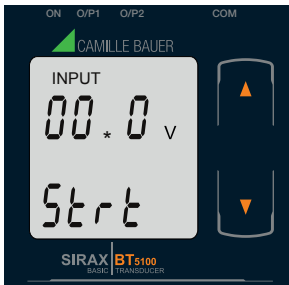 ON O/P1 O/P2 COM
CAMILLE BAUER
INPUT
00.*0 V
Strt
SIRAX BT5100
BASIC TRANSDUCER